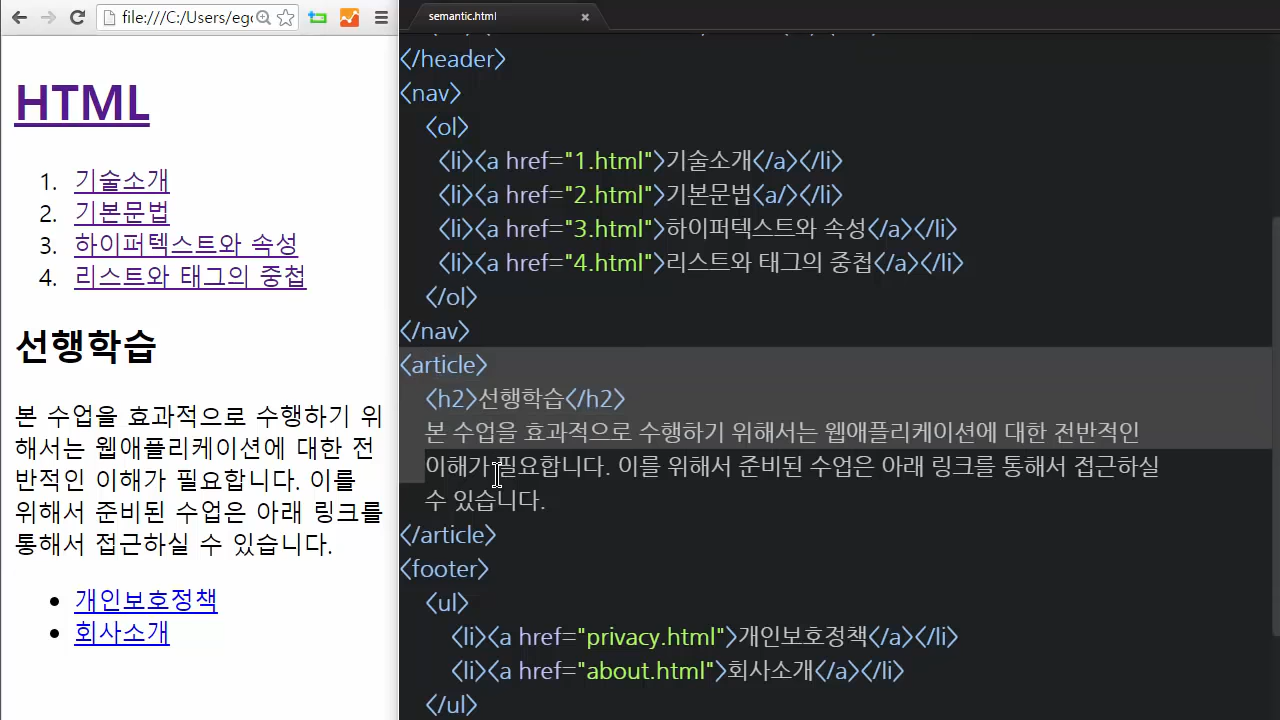 file:///C:/Users/ego
HTML
1. 기술소개
2. 기본문법
3. 하이퍼텍스트와 속성
4. 리스트와 태그의 중첩
선행학습
본 수업을 효과적으로 수행하기 위
해서는 웹애플리케이션에 대한 전
반적인 이해가 필요합니다. 이를
위해서 준비된 수업은 아래 링크를
통해서 접근하실 수 있습니다.
개인보호정책
회사소개
semantic.html
</header>
<nav>
<ol>
<li><a href="1.html">기술소개</a></li>
<li><a href="2.html">기본문법<a/></li>
<li><a href="3.html">하이퍼텍스트와 속성</a></li>
<li><a href="4.html">리스트와 태그의 중첩</a></li>
</ol>
</nav>
<article>
<h2>선행학습</h2>
본 수업을 효과적으로 수행하기 위해서는 웹애플리케이션에 대한 전반적인
이해가 필요합니다. 이를 위해서 준비된 수업은 아래 링크를 통해서 접근하실
수 있습니다.
</article>
<footer>
<ul>
<li><a href="privacy.html">개인보호정책</a></li>
<li><a href="about.html">회사소개</a></li>
</ul>